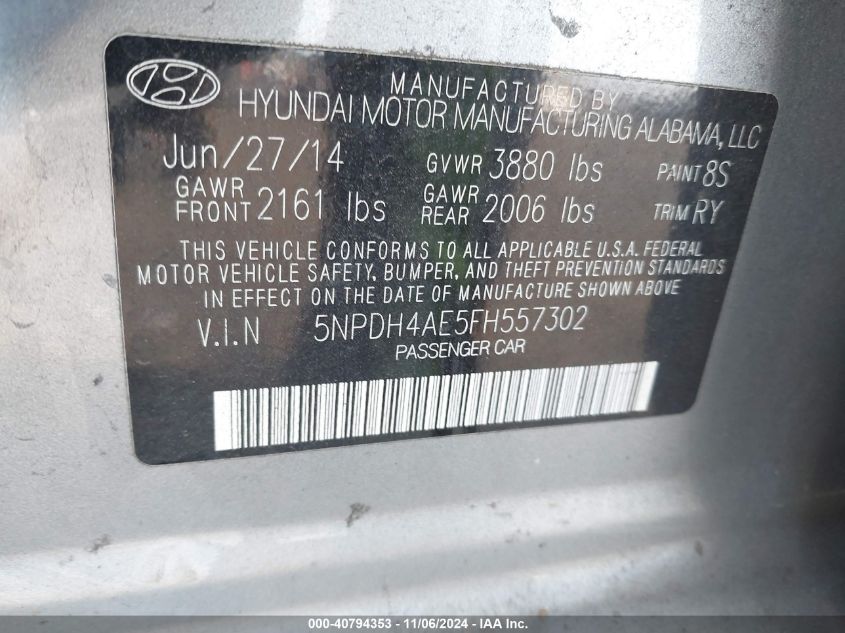 MANUFACTURED BY
HYUNDAI MOTOR MANUFACTURING ALABAMA, LLC
Jun/27/14 GVWR 3880 lbs PAINT 8S
GAWR FRONT 2161 lbs GAWR REAR 2006 lbs TRIM RY
THIS VEHICLE CONFORMS TO ALL APPLICABLE U.S.A. FEDERAL
MOTOR VEHICLE SAFETY, BUMPER, AND THEFT PREVENTION STANDARDS
IN EFFECT ON THE DATE OF MANUFACTURE SHOWN ABOVE
V.I.N 5NPDH4AE5FH557302
PASSENGER CAR
000-40794353 - 11/06/2024 - IAA Inc.